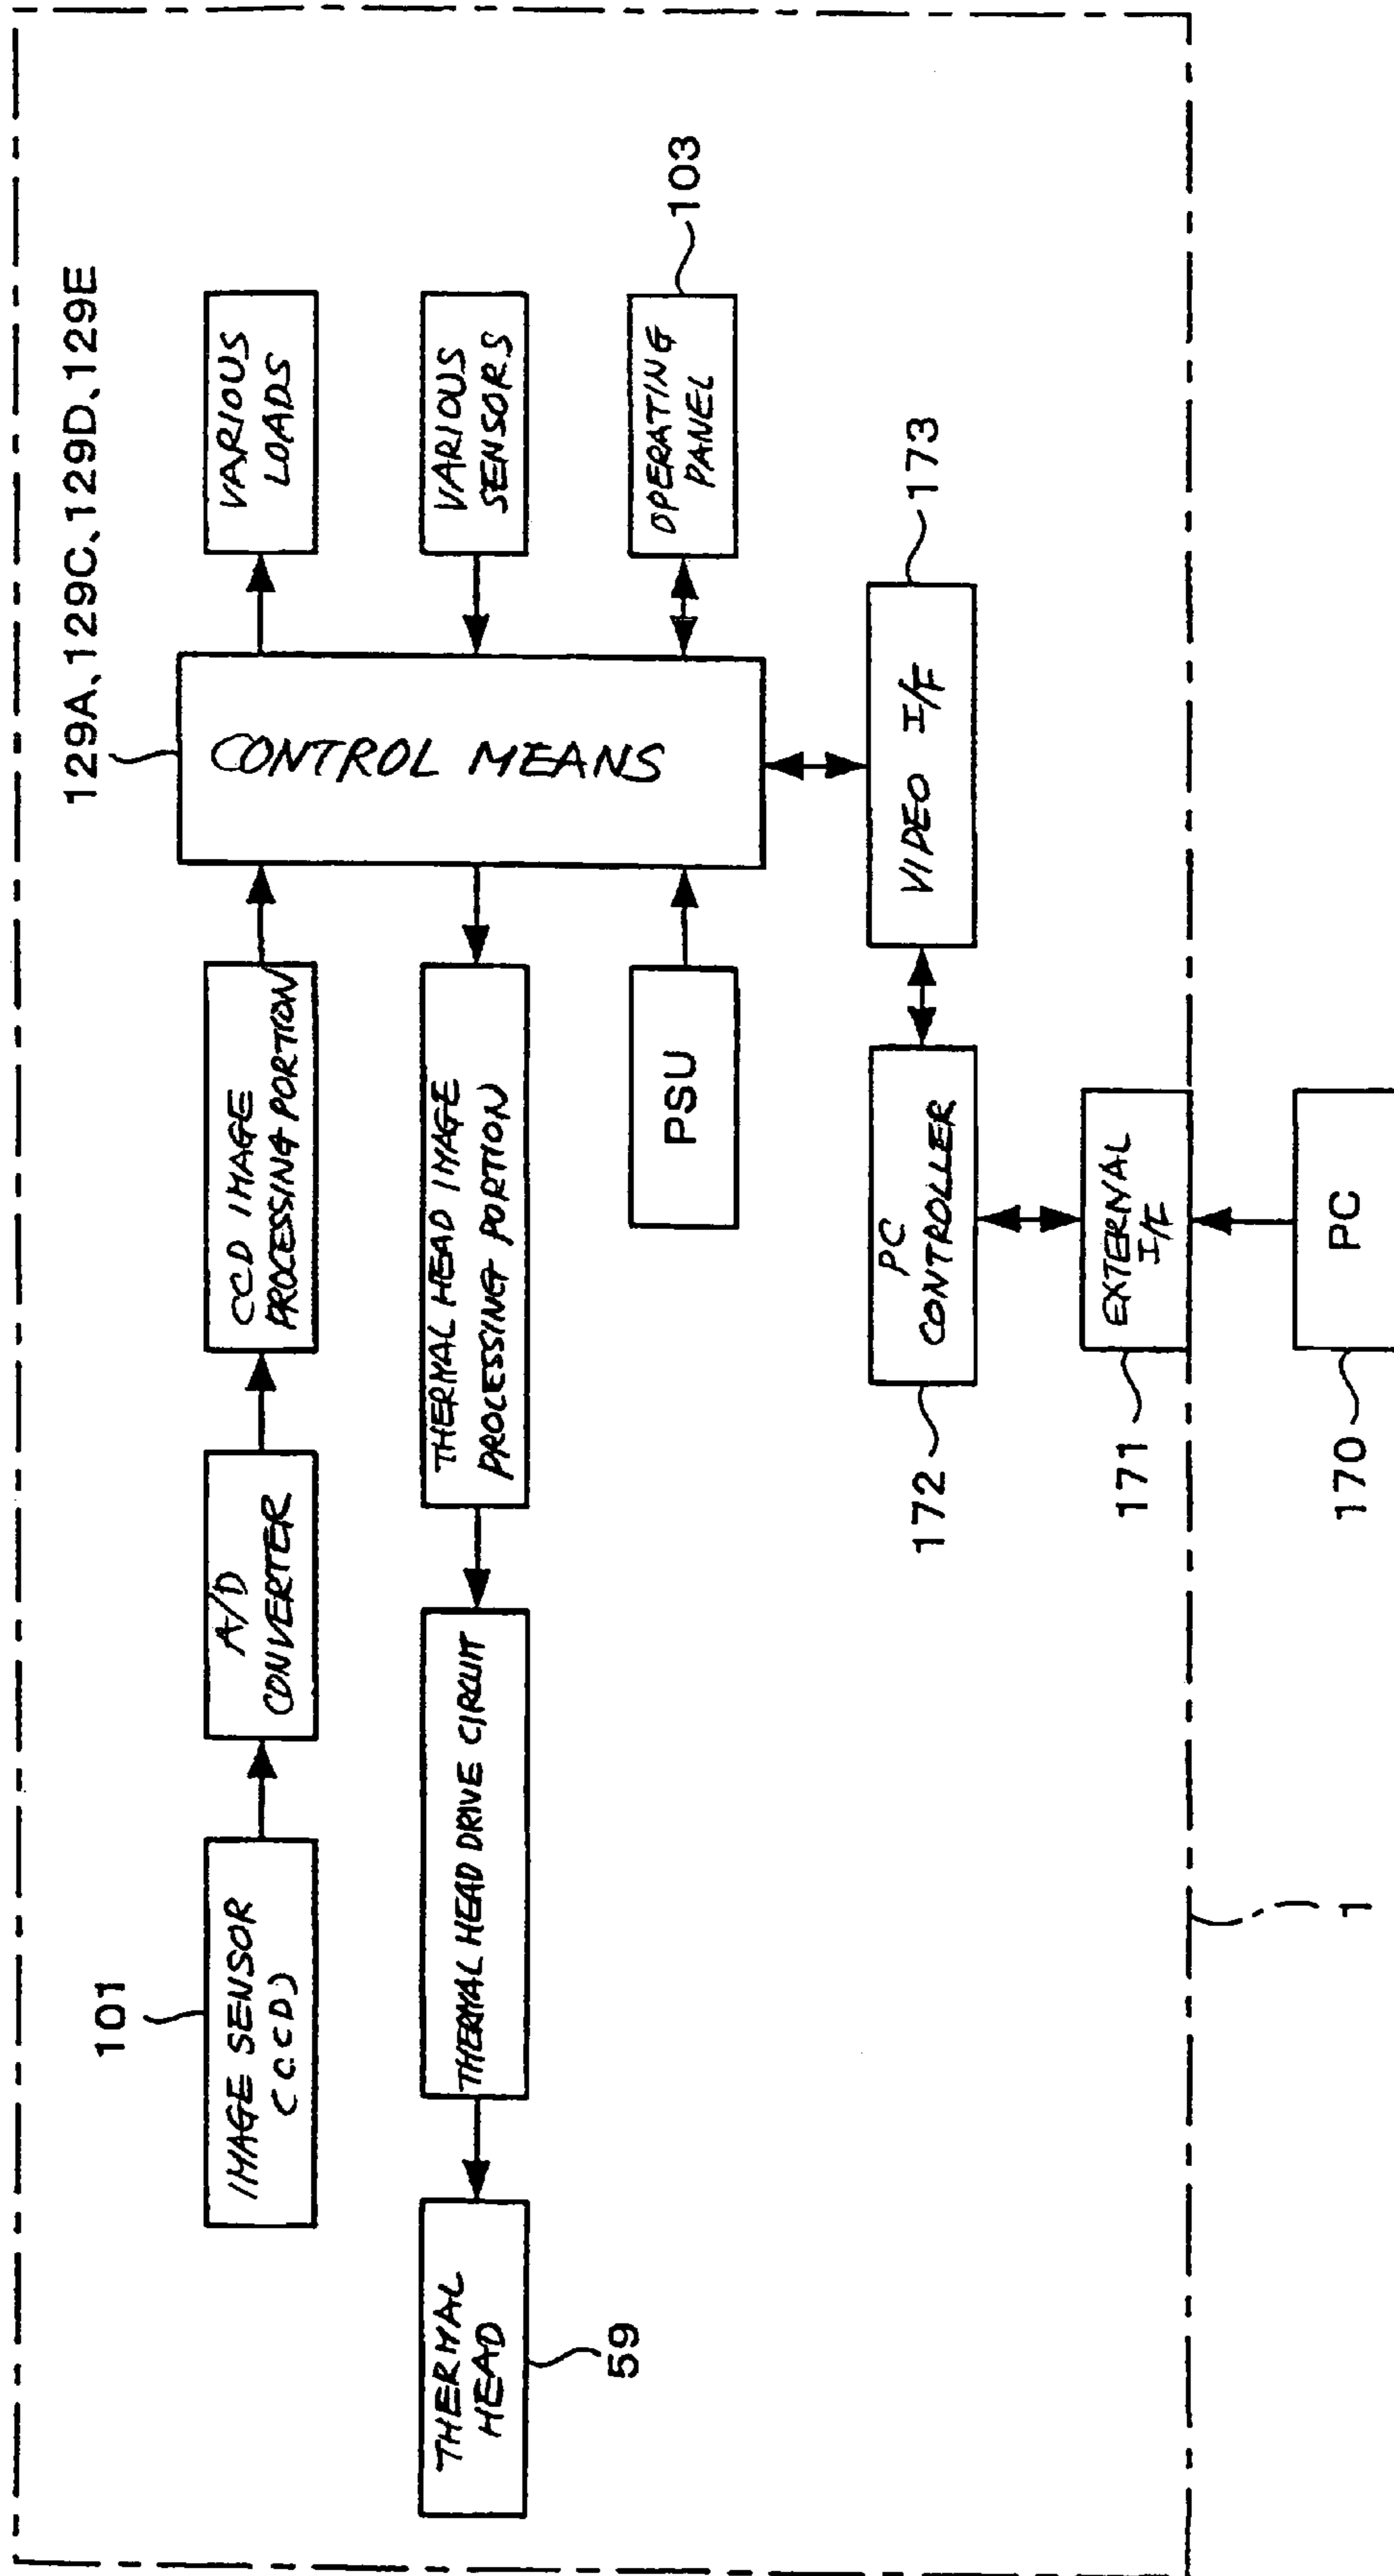 129A、129C、129D、129E
101
IMAGE SENSOR
(CCD)
A/D
CONVERTER
CCD IMAGE
PROCESSING PORTION
CONTROL MEANS
VARIOUS
LOADS
THERMAL
HEAD
59
THERMAL HEAD DRIVE CIRCUIT
THERMAL HEAD IMAGE
PROCESSING PORTION
VARIOUS
SENSORS
PSU
OPERATING
PANEL
103
PC
CONTROLLER
172
VIDEO I/F
173
EXTERNAL
I/F
171
PC
170
1